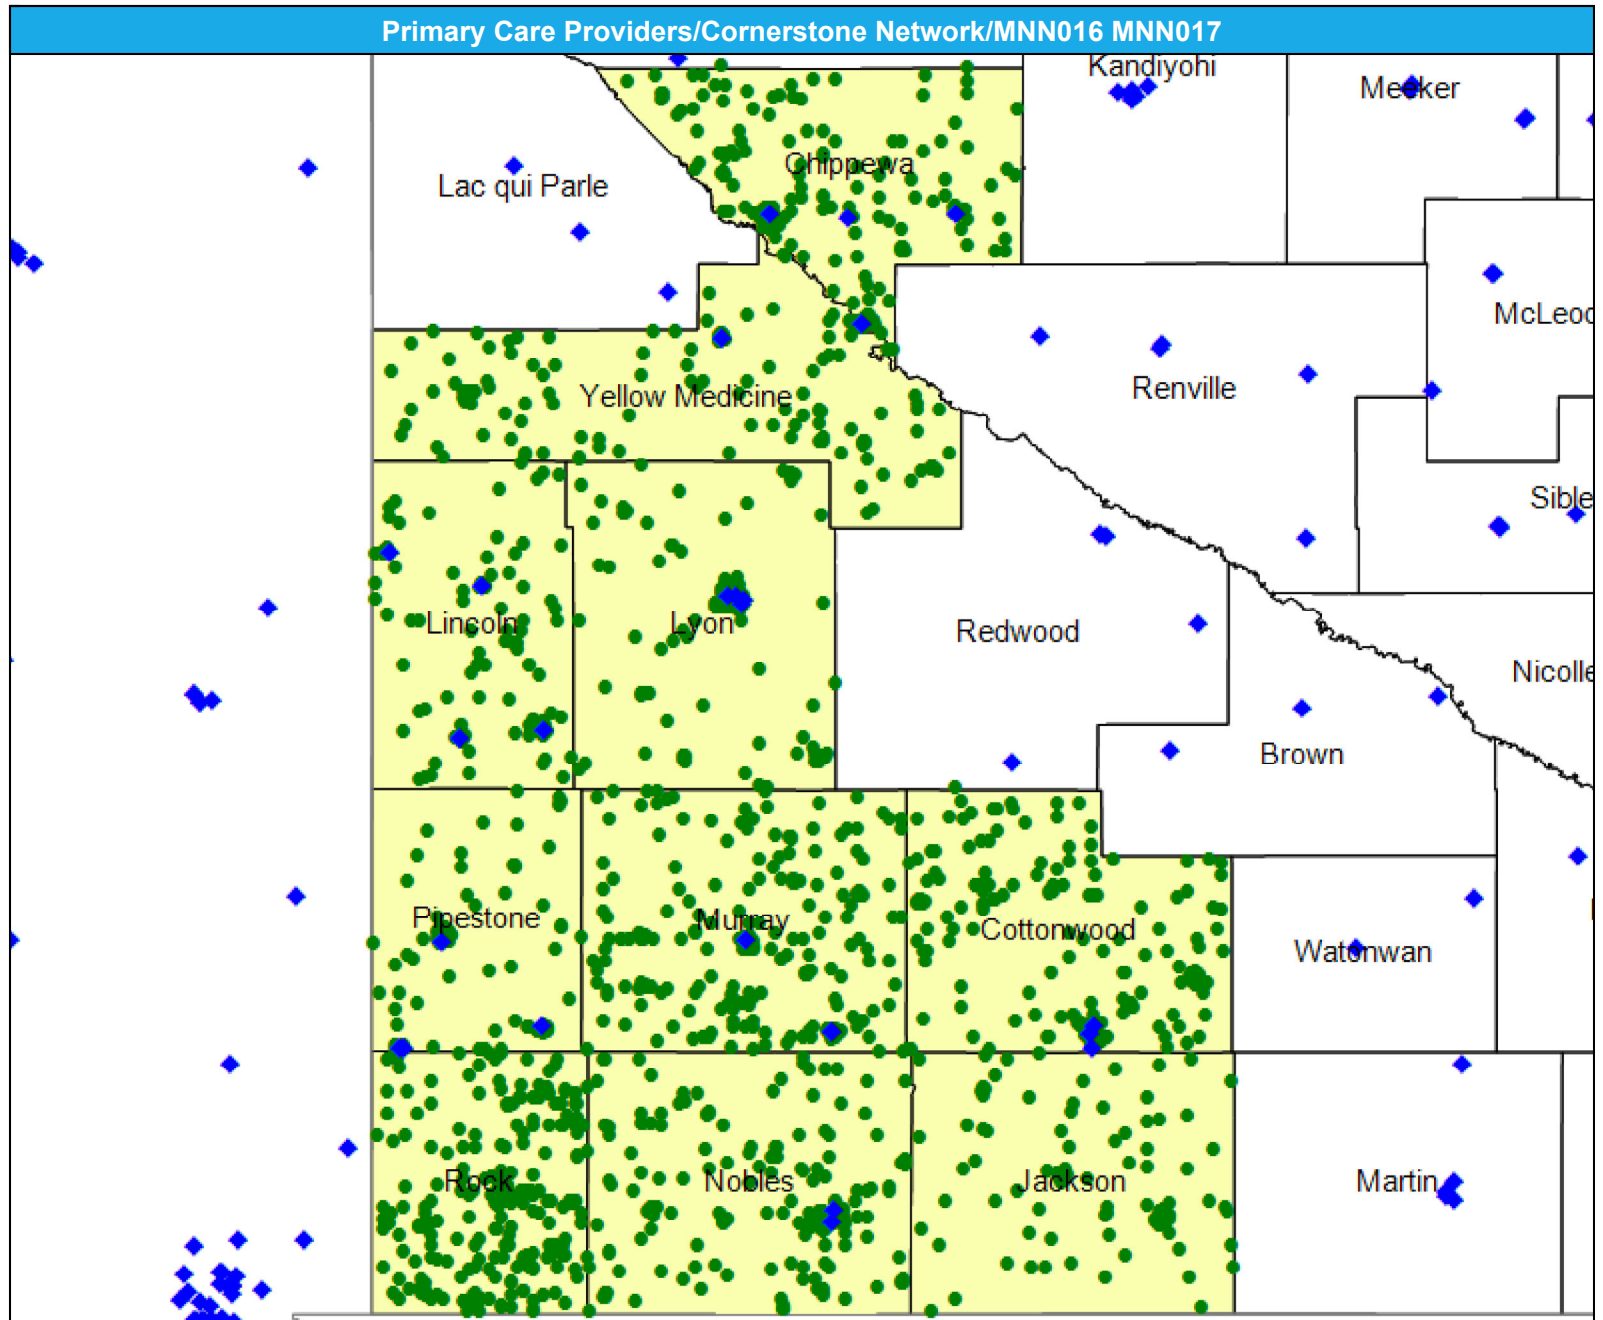 Primary Care Providers/Cornerstone Network/MNN016 MNN017
Kandiyohi
Meeker
Chippewa
Lac qui Parle
McLeod
Renville
Yellow Medicine
Sible
Lincoln
Lyon
Redwood
Nicolle
Brown
Pipestone
Murray
Cottonwood
Watonwan
Rock
Nobles
Jackson
Martin